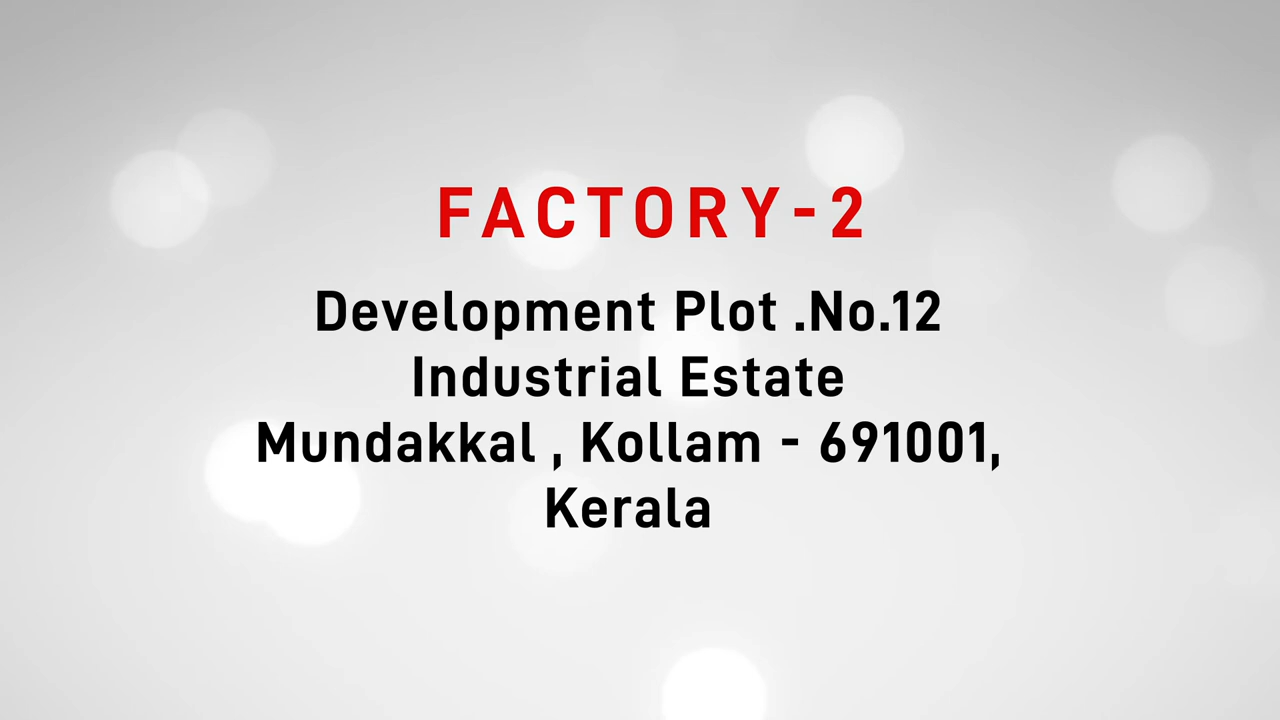 FACTORY-2
Development Plot .No.12
Industrial Estate
Mundakkal , Kollam - 691001,
Kerala